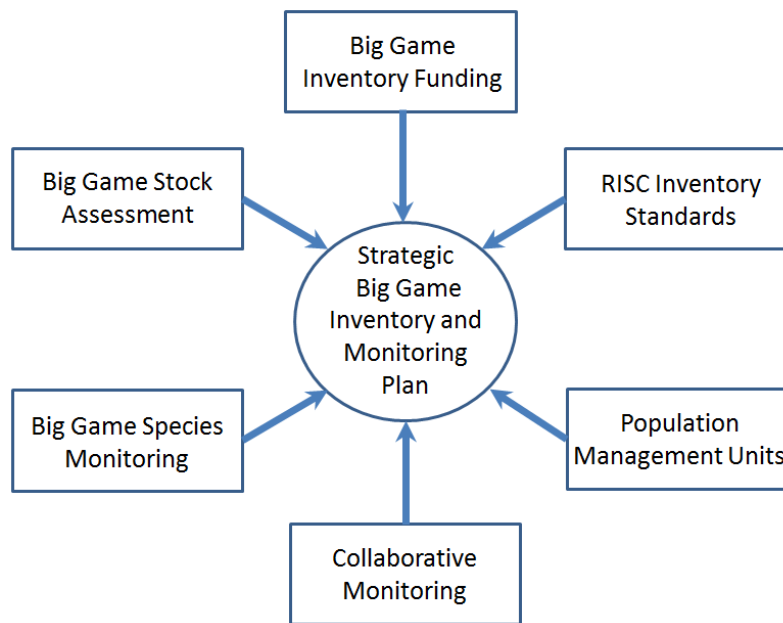 Big Game
Inventory Funding
Big Game Stock
Assessment
RISC Inventory
Standards
Strategic
Big Game
Inventory and
Monitoring
Plan
Big Game Species
Monitoring
Population
Management Units
Collaborative
Monitoring